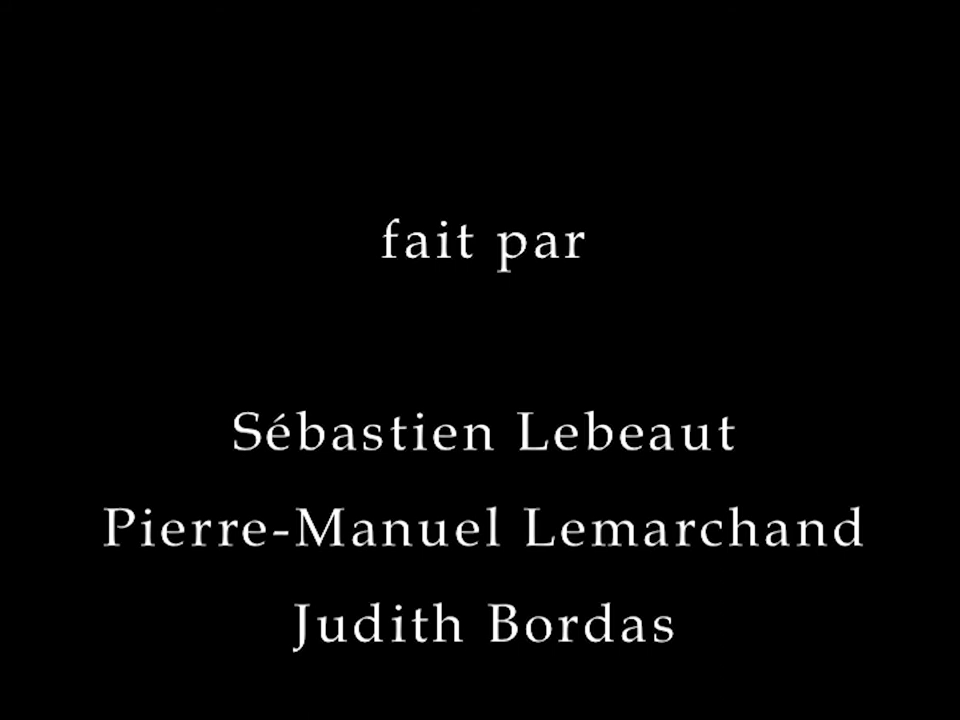 fait par
Sébastien Lebeaut
Pierre-Manuel Lemarchand
Judith Bordas